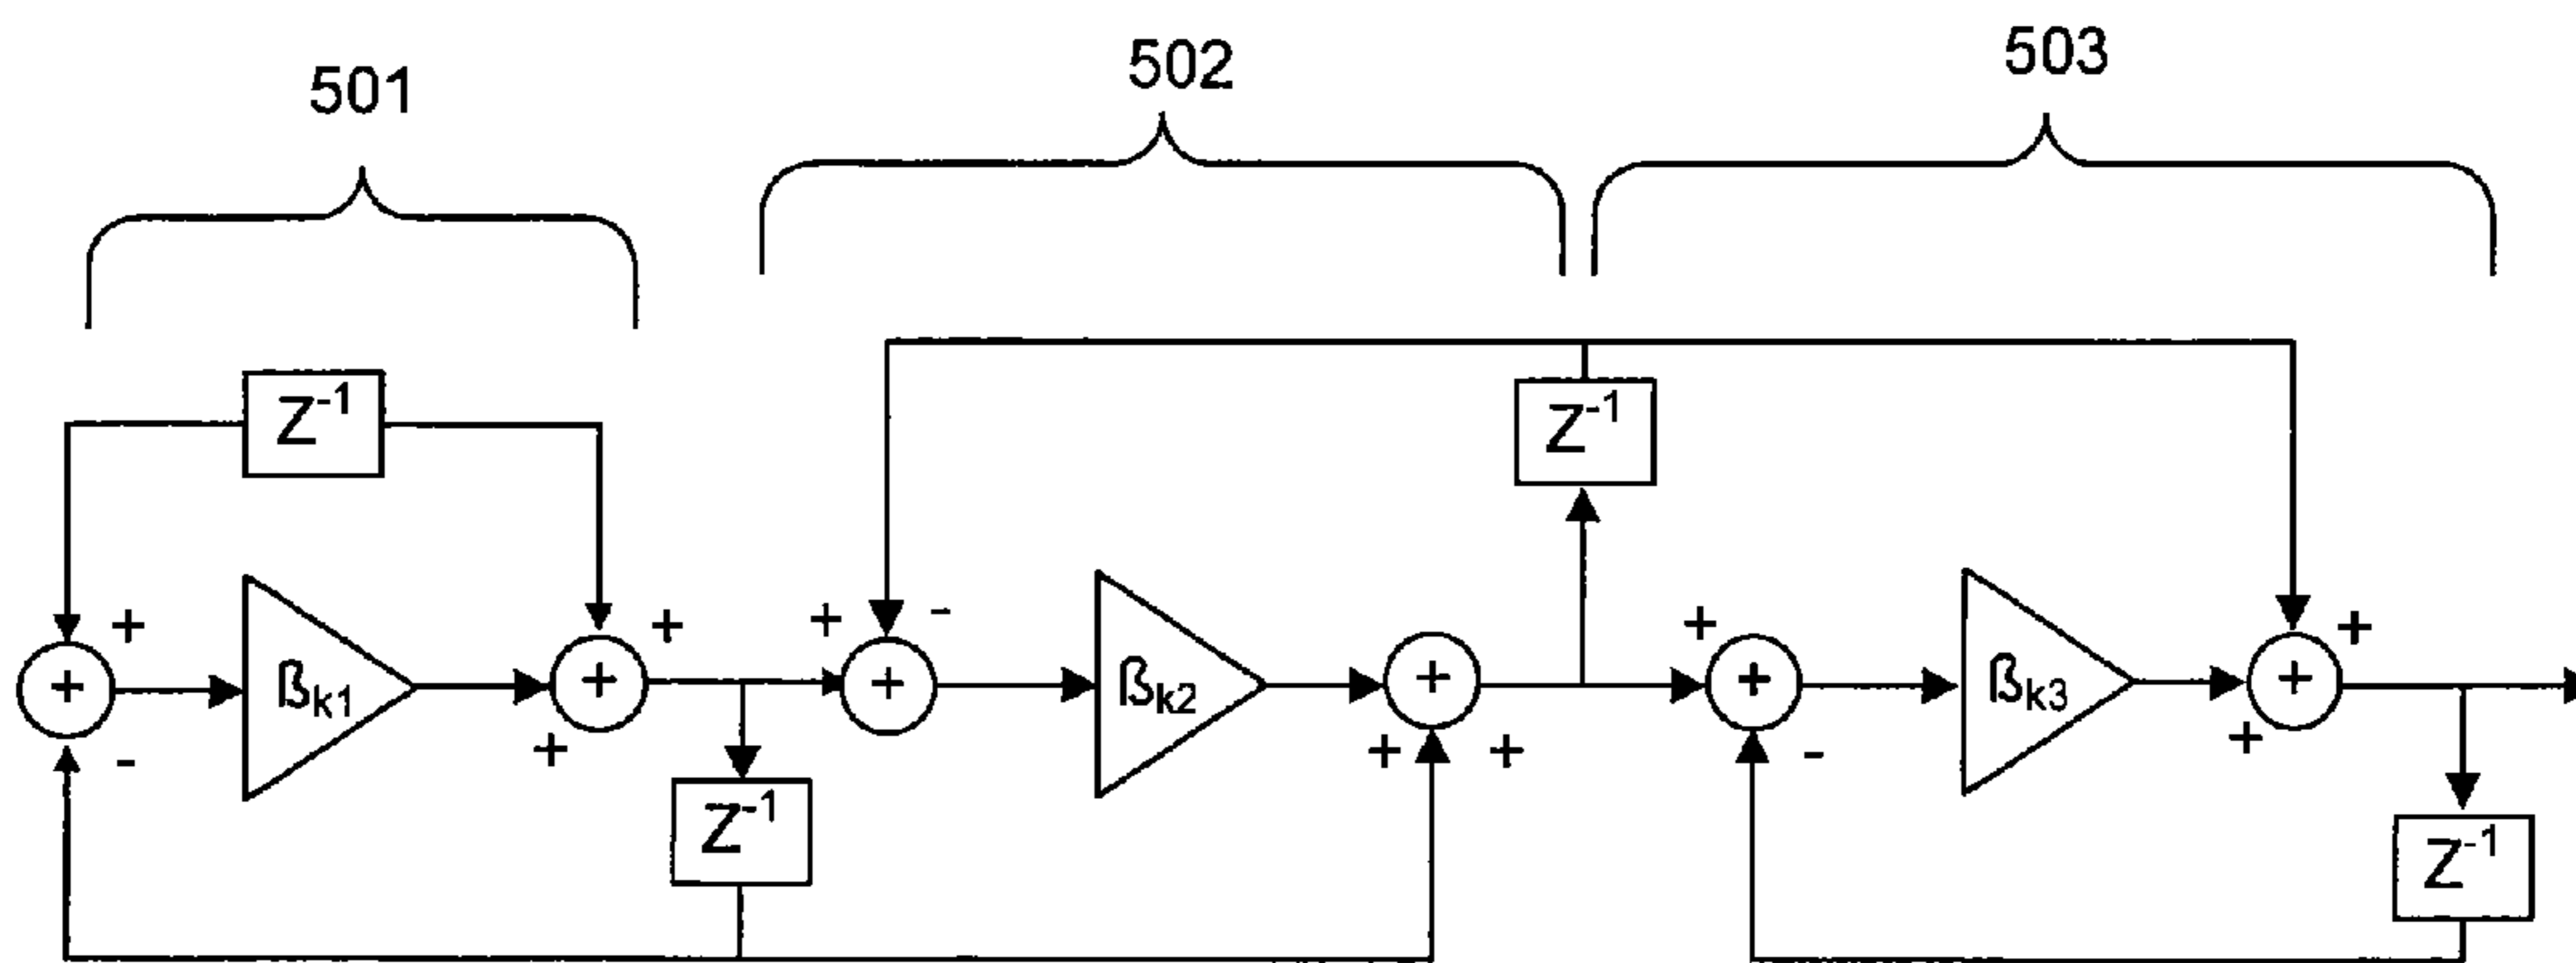 501
502
503
Z⁻¹
Z⁻¹
+ + + - + +
+ ßk1 + + ßk2 + + ßk3 +
- + + + - +
Z⁻¹
Z⁻¹